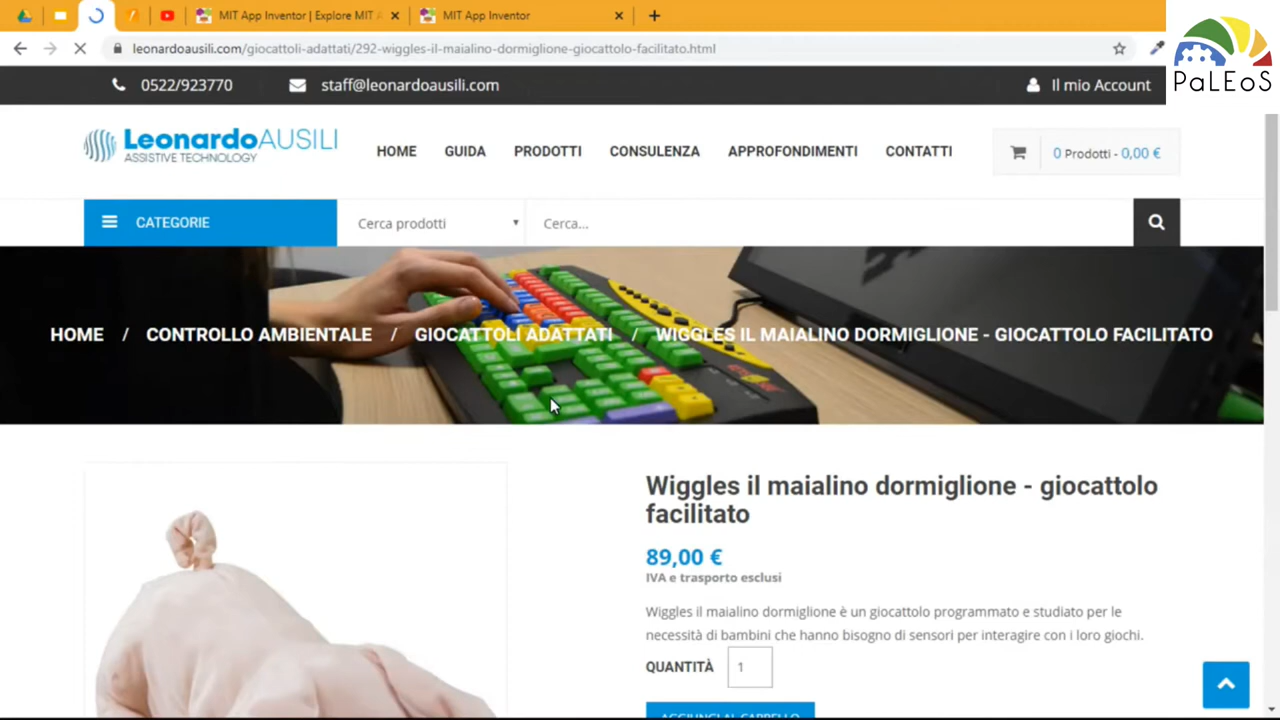 MIT App Inventor | Explore MIT A
MIT App Inventor
leonardoausili.com/giocattoli-adattati/292-wiggles-il-maialino-dormiglione-giocattolo-facilitato.html
PaLEoS
0522/923770 staff@leonardoausili.com Il mio Account
LeonardoAUSILI
ASSISTIVE TECHNOLOGY
HOME GUIDA PRODOTTI CONSULENZA APPROFONDIMENTI CONTATTI
0 Prodotti - 0,00 €
CATEGORIE Cerca prodotti Cerca...
HOME / CONTROLLO AMBIENTALE / GIOCATTOLI ADATTATI / WIGGLES IL MAIALINO DORMIGLIONE - GIOCATTOLO FACILITATO
Wiggles il maialino dormiglione - giocattolo
facilitato
89,00 €
IVA e trasporto esclusi
Wiggles il maialino dormiglione è un giocattolo programmato e studiato per le
necessità di bambini che hanno bisogno di sensori per interagire con i loro giochi.
QUANTITÀ 1
AGGIUNGI AL CARRELLO